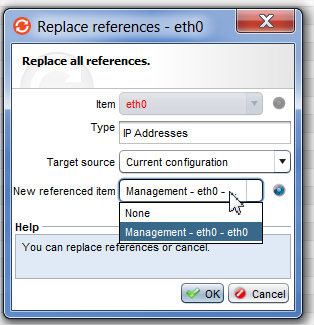 Replace references - eth0
Replace all references.
Item eth0
Type IP Addresses
Target source Current configuration
New referenced item Management - eth0 -
None
Management - eth0 - eth0
Help
You can replace references or cancel.
OK Cancel